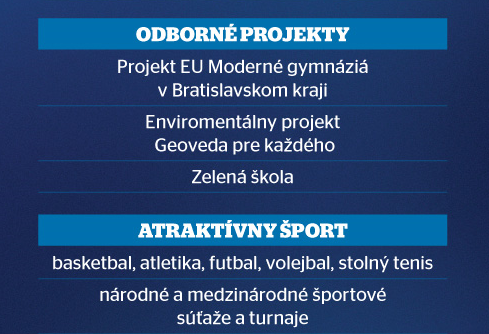 ODBORNÉ PROJEKTY
Projekt EU Moderné gymnáziá
v Bratislavskom kraji
Enviromentálny projekt
Geoveda pre každého
Zelená škola
ATRAKTÍVNY ŠPORT
basketbal, atletika, futbal, volejbal, stolný tenis
národné a medzinárodné športové
súťaže a turnaje